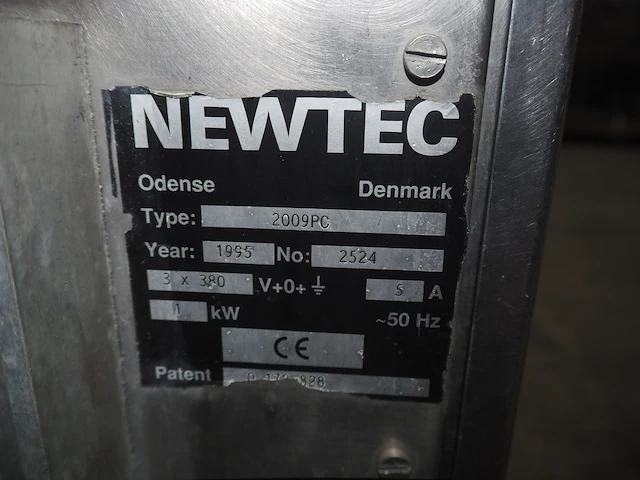 NEWTEC
Odense Denmark
Type: 2009PC
Year: 1995 No: 2524
3 x 380 V+0+⏚ 5 A
1 kW ~50 Hz
CE
Patent